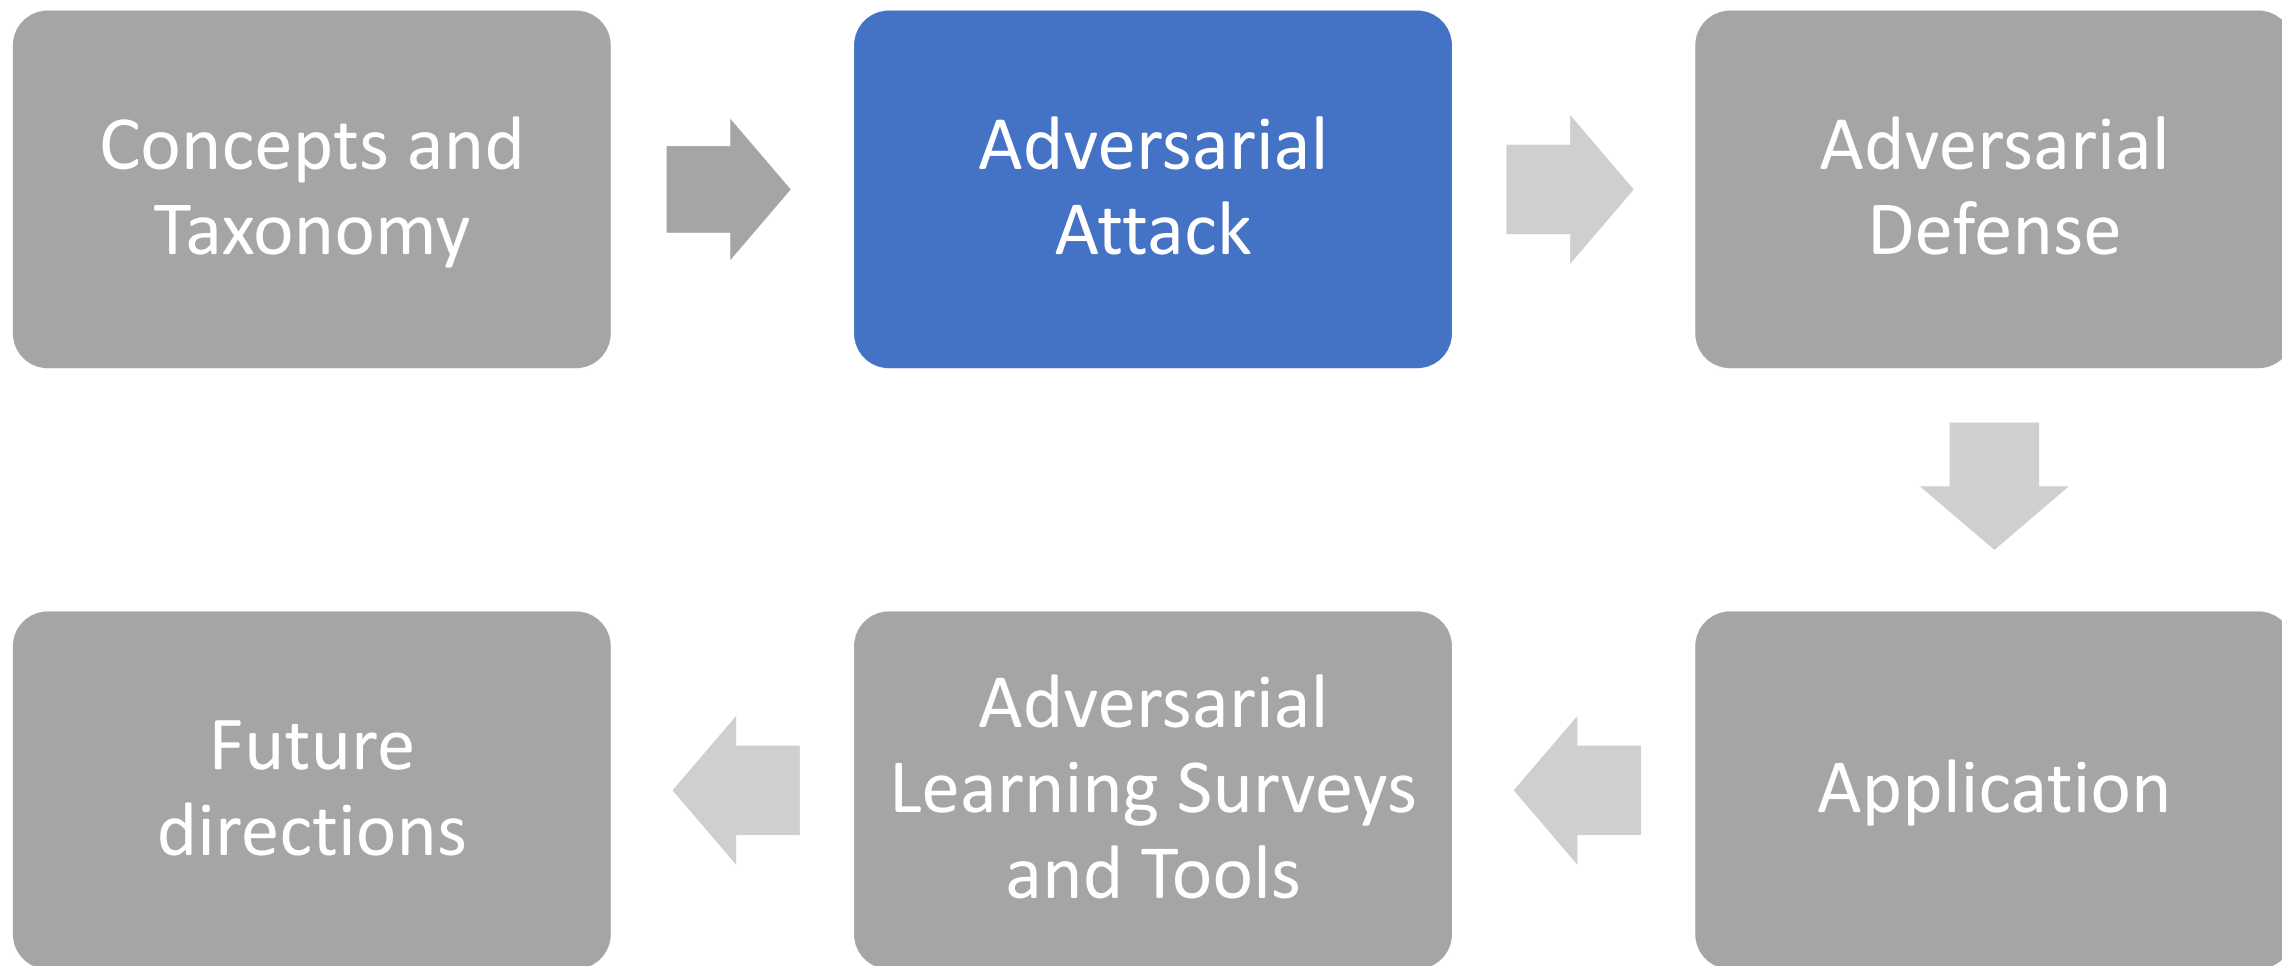 Concepts and
Taxonomy
Adversarial
Attack
Adversarial
Defense
Application
Adversarial
Learning Surveys
and Tools
Future
directions